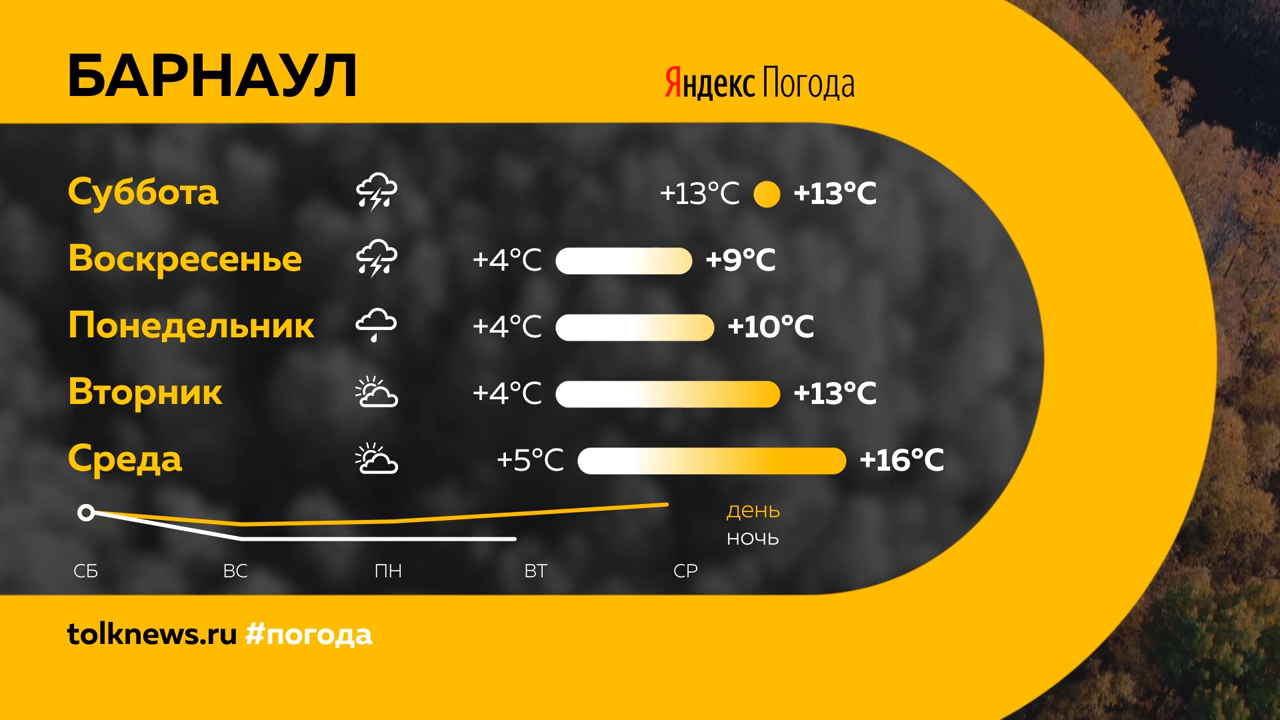 БАРНАУЛ
Яндекс Погода
Суббота +13°C +13°C
Воскресенье +4°C +9°C
Понедельник +4°C +10°C
Вторник +4°C +13°C
Среда +5°C +16°C
день
ночь
СБ ВС ПН ВТ СР
tolknews.ru #погода